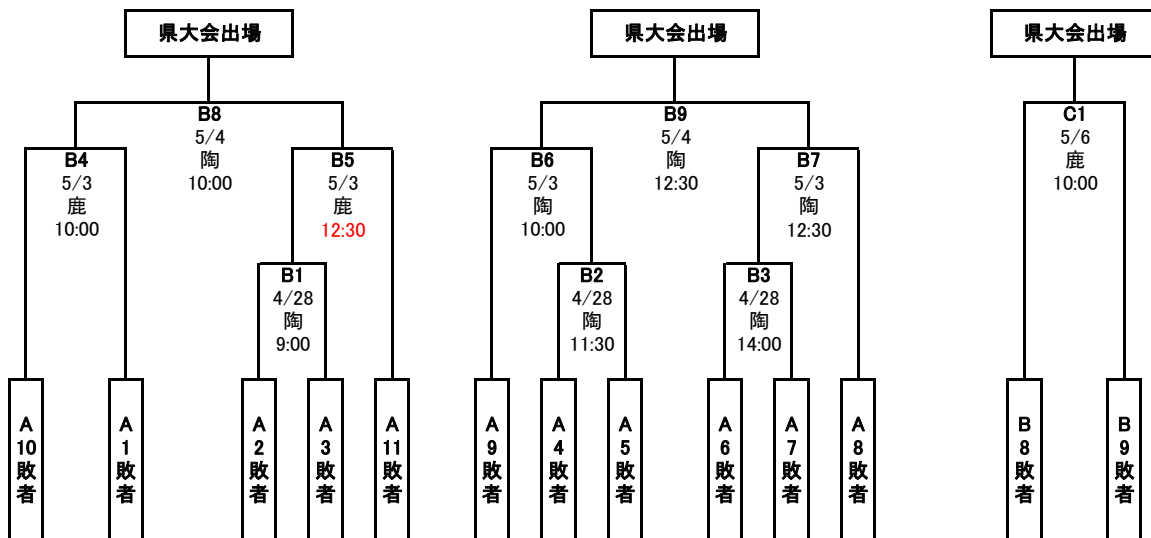 県大会出場
県大会出場
県大会出場
B8
5/4
陶
10:00
B9
5/4
陶
12:30
C1
5/6
鹿
10:00
B4
5/3
鹿
10:00
B5
5/3
鹿
12:30
B6
5/3
陶
10:00
B7
5/3
陶
12:30
B1
4/28
陶
9:00
B2
4/28
陶
11:30
B3
4/28
陶
14:00
A10敗者
A1敗者
A2敗者
A3敗者
A11敗者
A9敗者
A4敗者
A5敗者
A6敗者
A7敗者
A8敗者
B8敗者
B9敗者